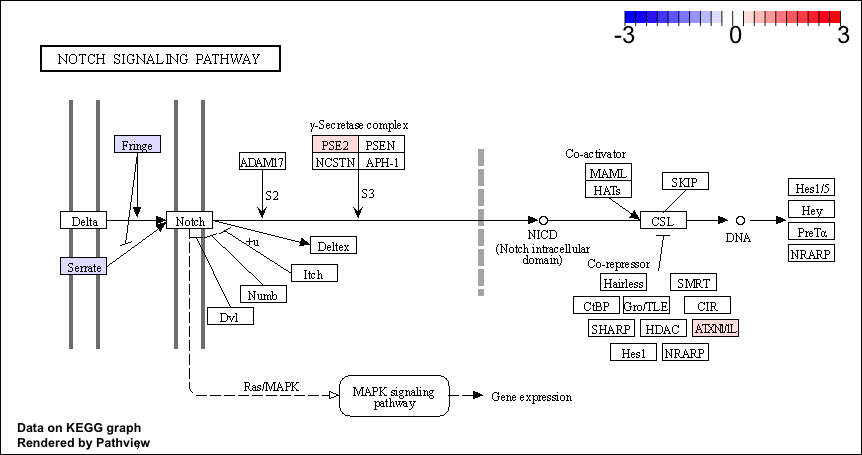 -3 0 3
NOTCH SIGNALING PATHWAY
γ-Secretase complex
Fringe
PSE2 PSEN
NCSTN APH-1
ADAM17
Co-activator
MAML
HATs
SKIP
S2
S3
Hes1/5
Hey
PreTα
NRARP
Delta
Notch
CSL
DNA
NICD
(Notch intracellular
domain)
+u
Deltex
Serrate
Itch
Numb
Dvl
Co-repressor
Hairless SMRT
CtBP Gro/TLE CIR
SHARP HDAC ATXN1/1L
Hes1 NRARP
Ras/MAPK
MAPK signaling
pathway
Gene expression
Data on KEGG graph
Rendered by Pathview